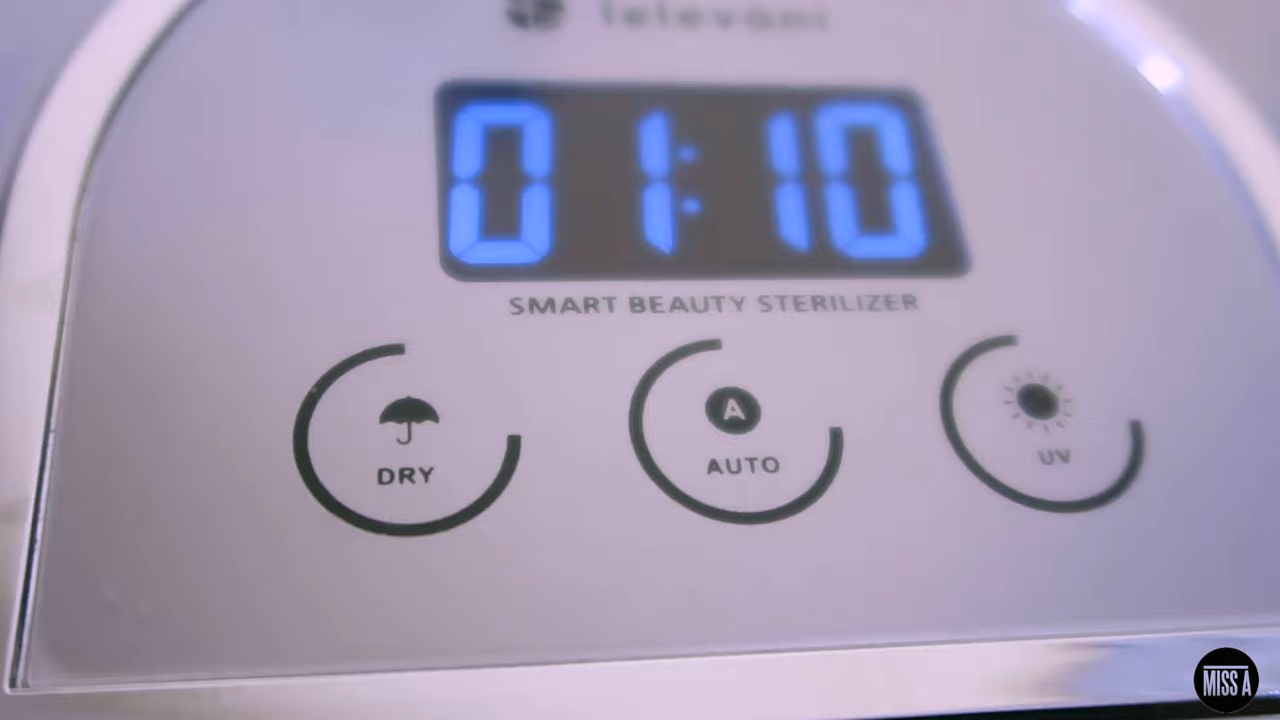 01:10
SMART BEAUTY STERILIZER
DRY
A
AUTO
UV
MISS A